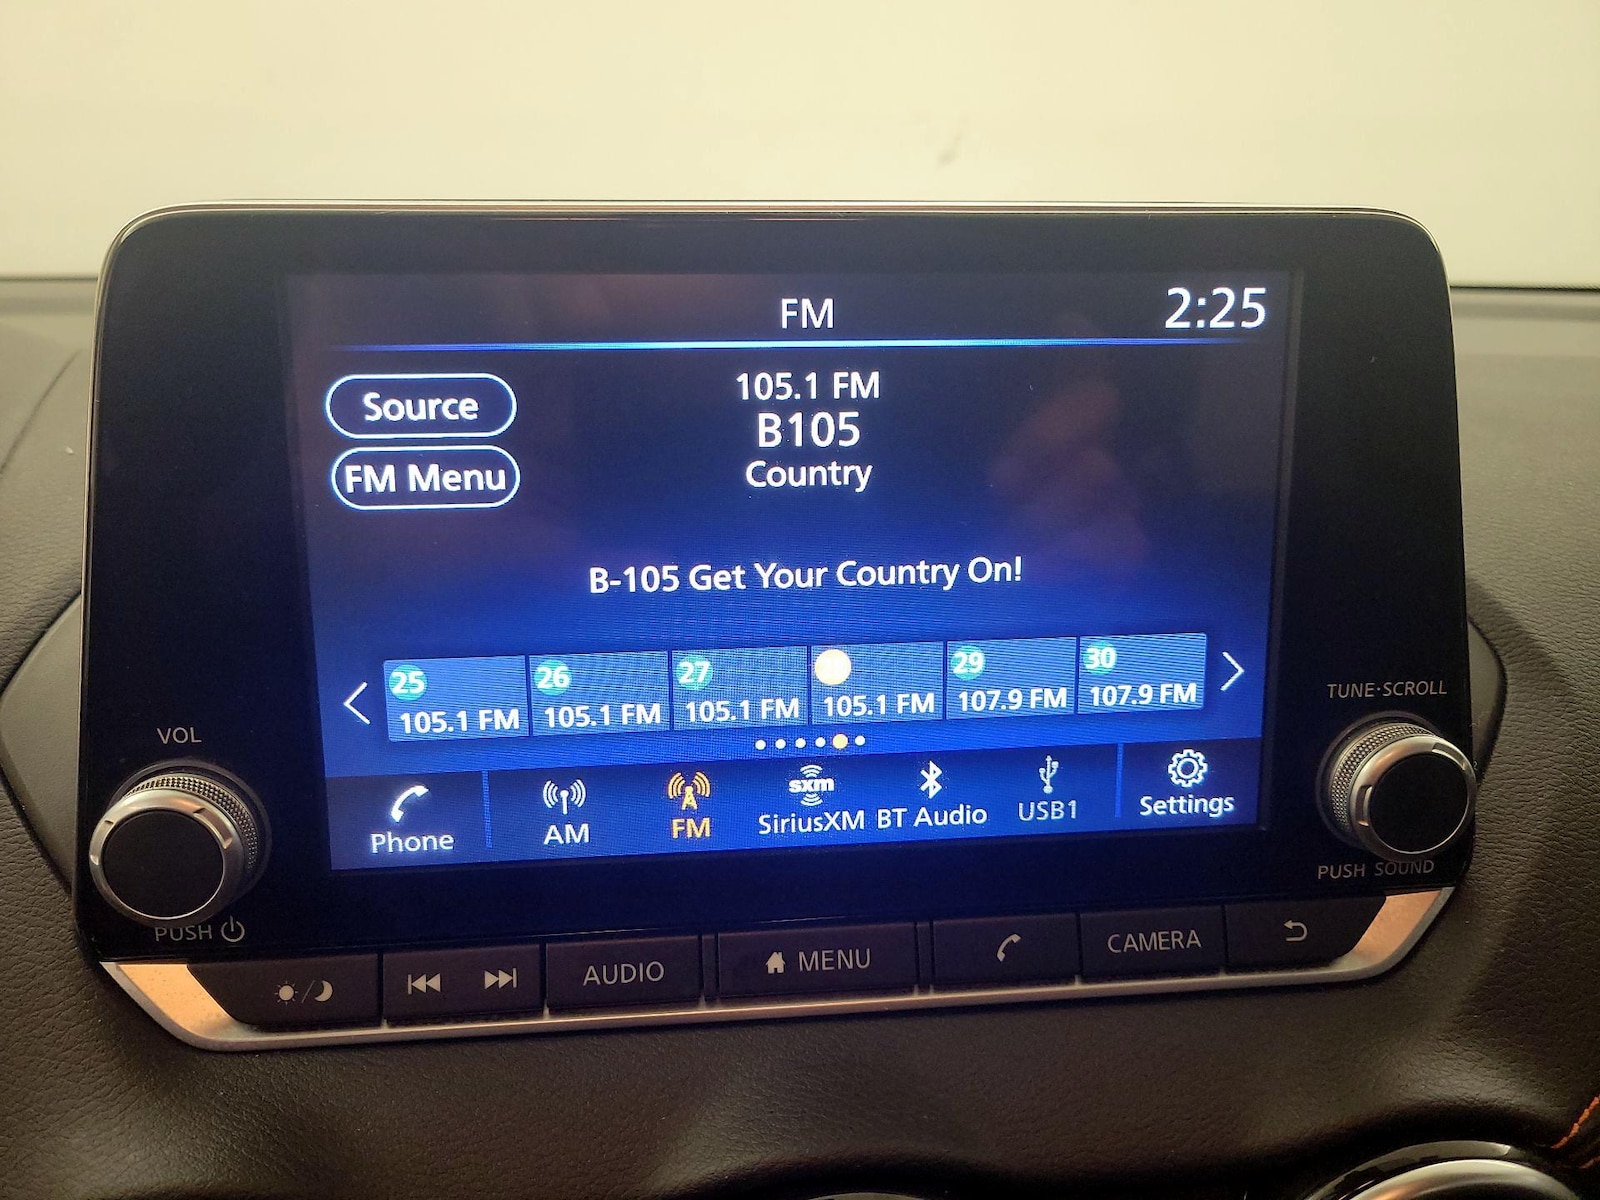 FM
2:25
105.1 FM
B105
Country
Source
FM Menu
B-105 Get Your Country On!
25
26
27
29
30
105.1 FM
105.1 FM
105.1 FM
105.1 FM
107.9 FM
107.9 FM
Phone
AM
FM
sxm
SiriusXM
BT Audio
USB1
Settings
VOL
PUSH
TUNE·SCROLL
PUSH SOUND
AUDIO
MENU
CAMERA